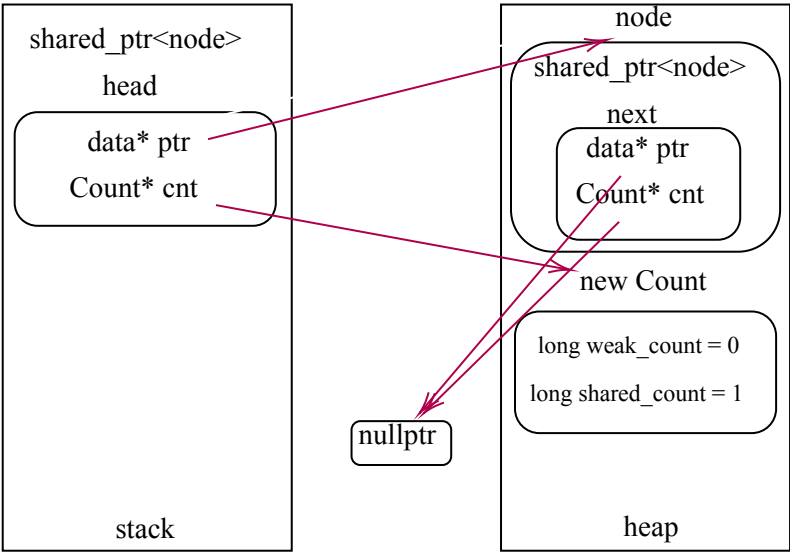 shared_ptr<node>
head
data* ptr
Count* cnt
stack
node
shared_ptr<node>
next
data* ptr
Count* cnt
new Count
long weak_count = 0
long shared_count = 1
heap
nullptr